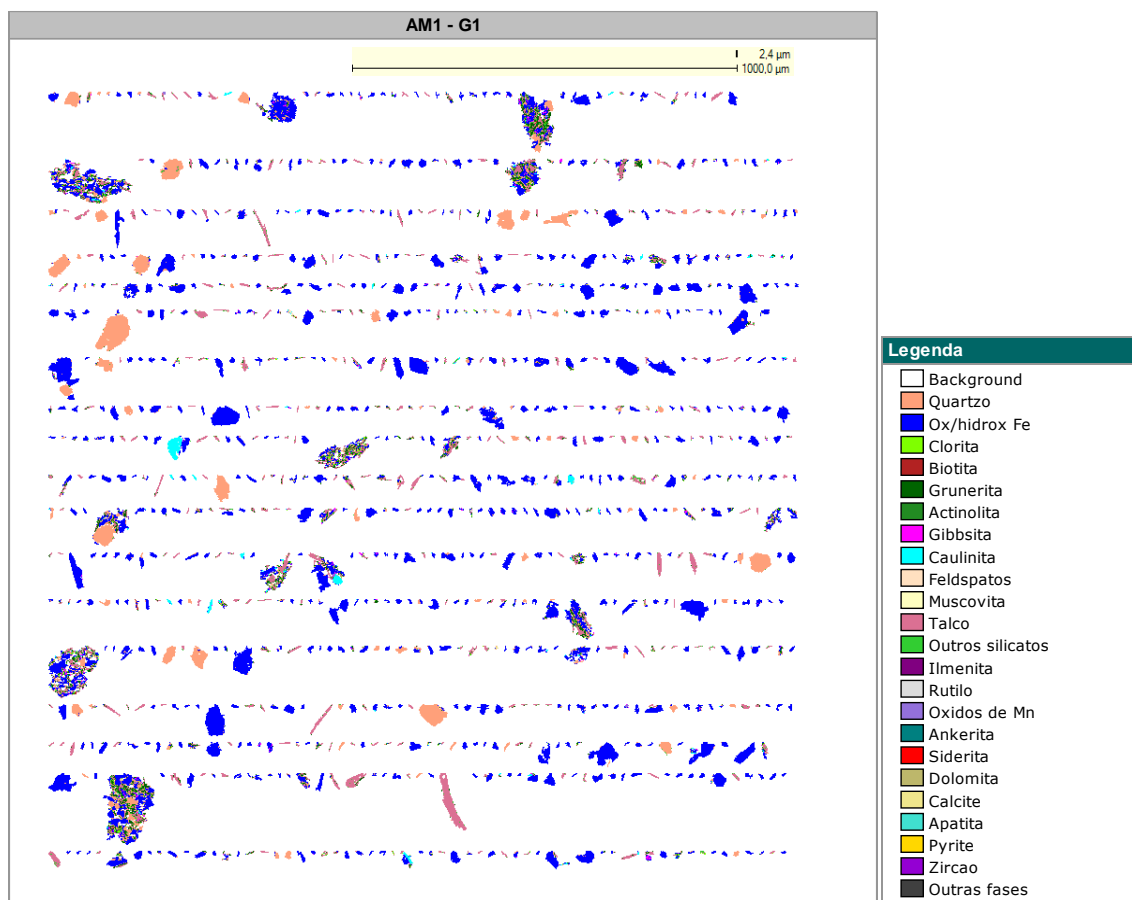 AM1 - G1
2,4 µm
1000,0 µm
Legenda
Background
Quartzo
Ox/hidrox Fe
Clorita
Biotita
Grunerita
Actinolita
Gibbsita
Caulinita
Feldspatos
Muscovita
Talco
Outros silicatos
Ilmenita
Rutilo
Oxidos de Mn
Ankerita
Siderita
Dolomita
Calcite
Apatita
Pyrite
Zircao
Outras fases